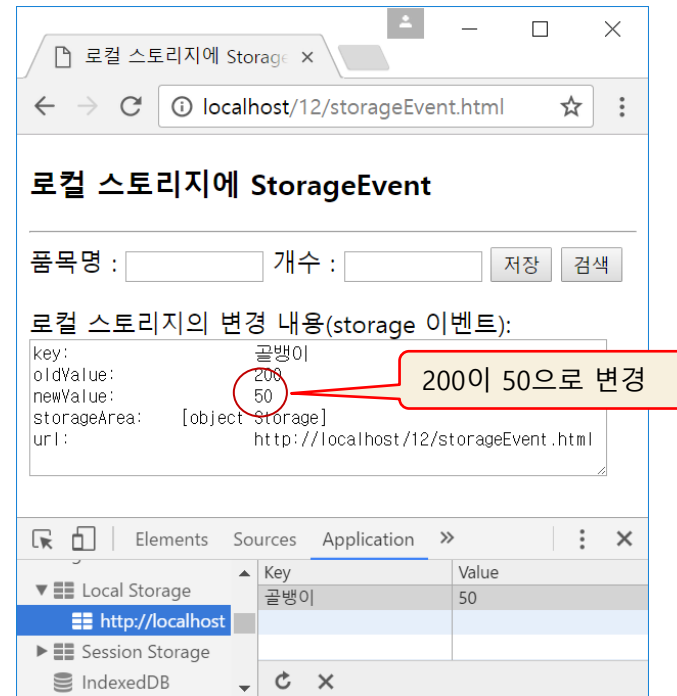 로컬 스토리지에 Storage
localhost/12/storageEvent.html
로컬 스토리지에 StorageEvent
품목명 : 개수 : 저장 검색
로컬 스토리지의 변경 내용(storage 이벤트):
key: 골뱅이
oldValue: 200
newValue: 50
storageArea: [object Storage]
url: http://localhost/12/storageEvent.html
200이 50으로 변경
Elements Sources Application »
Key Value
Local Storage
골뱅이 50
http://localhost
Session Storage
IndexedDB